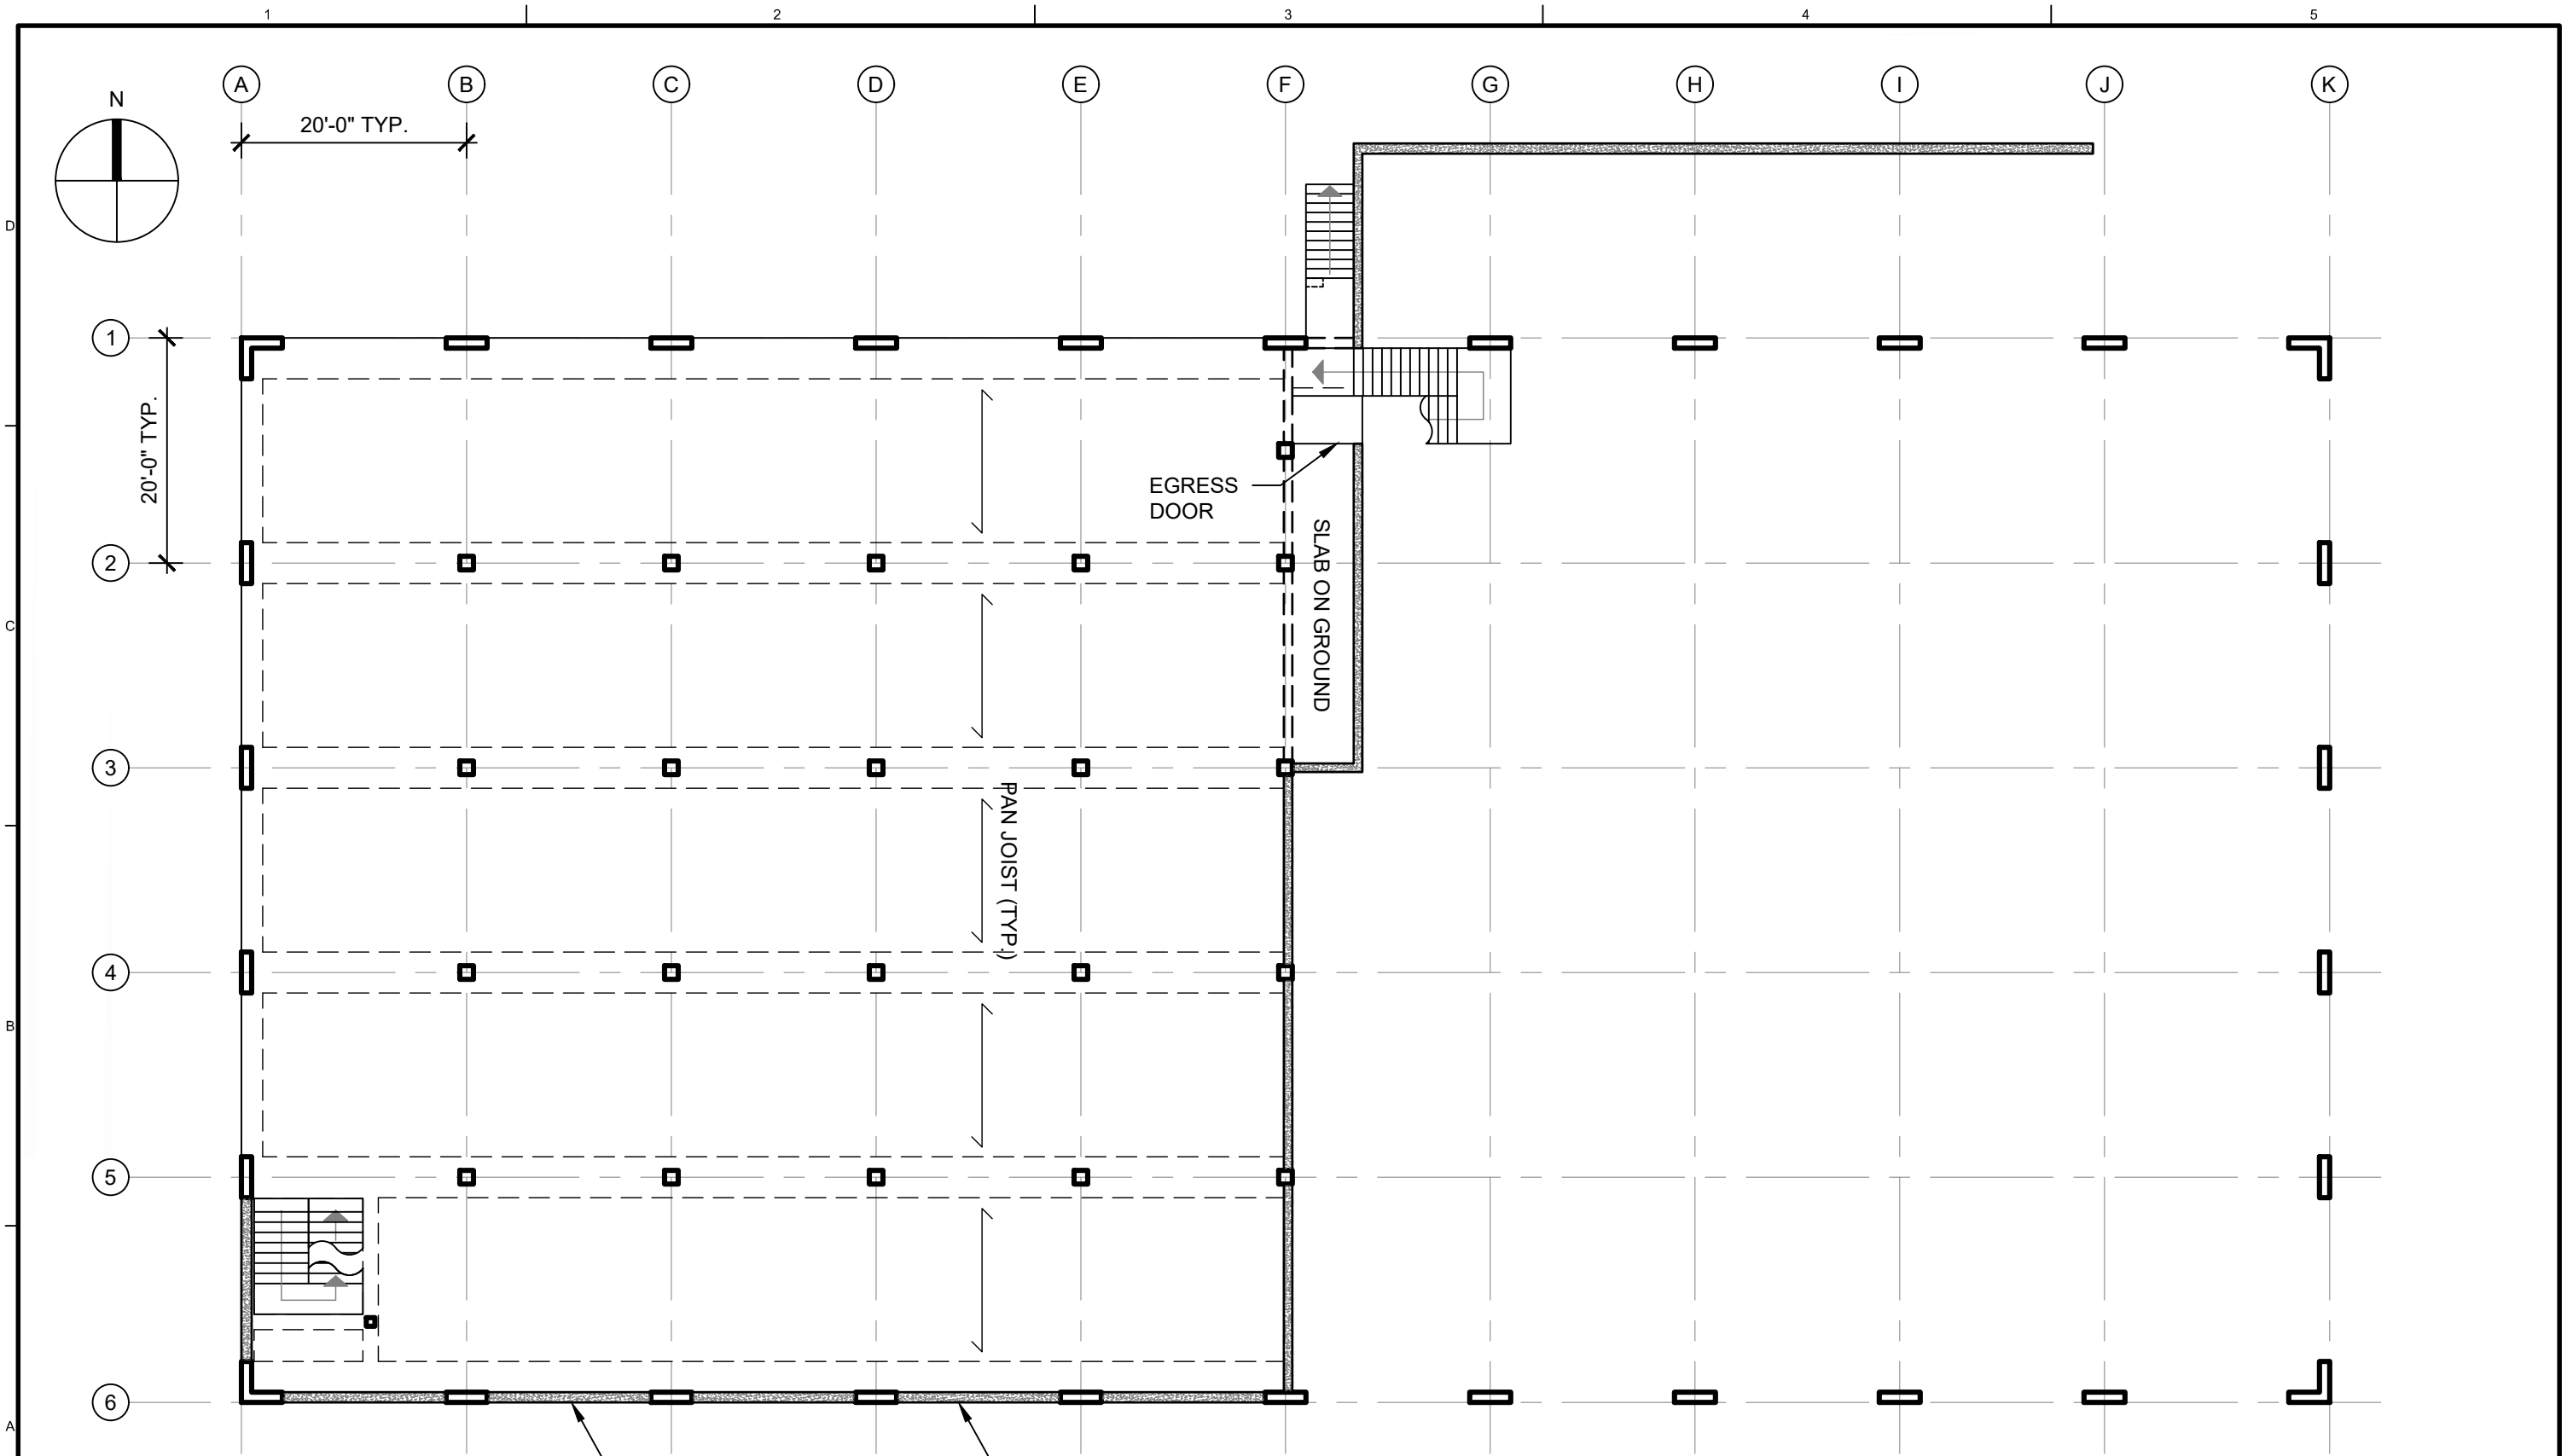 1 2 3 4 5
A B C D E F G H I J K
N
20'-0" TYP.
D
1
20'-0" TYP.
EGRESS
DOOR
2
SLAB ON GROUND
C
3
PAN JOIST (TYP.)
4
B
5
6
A